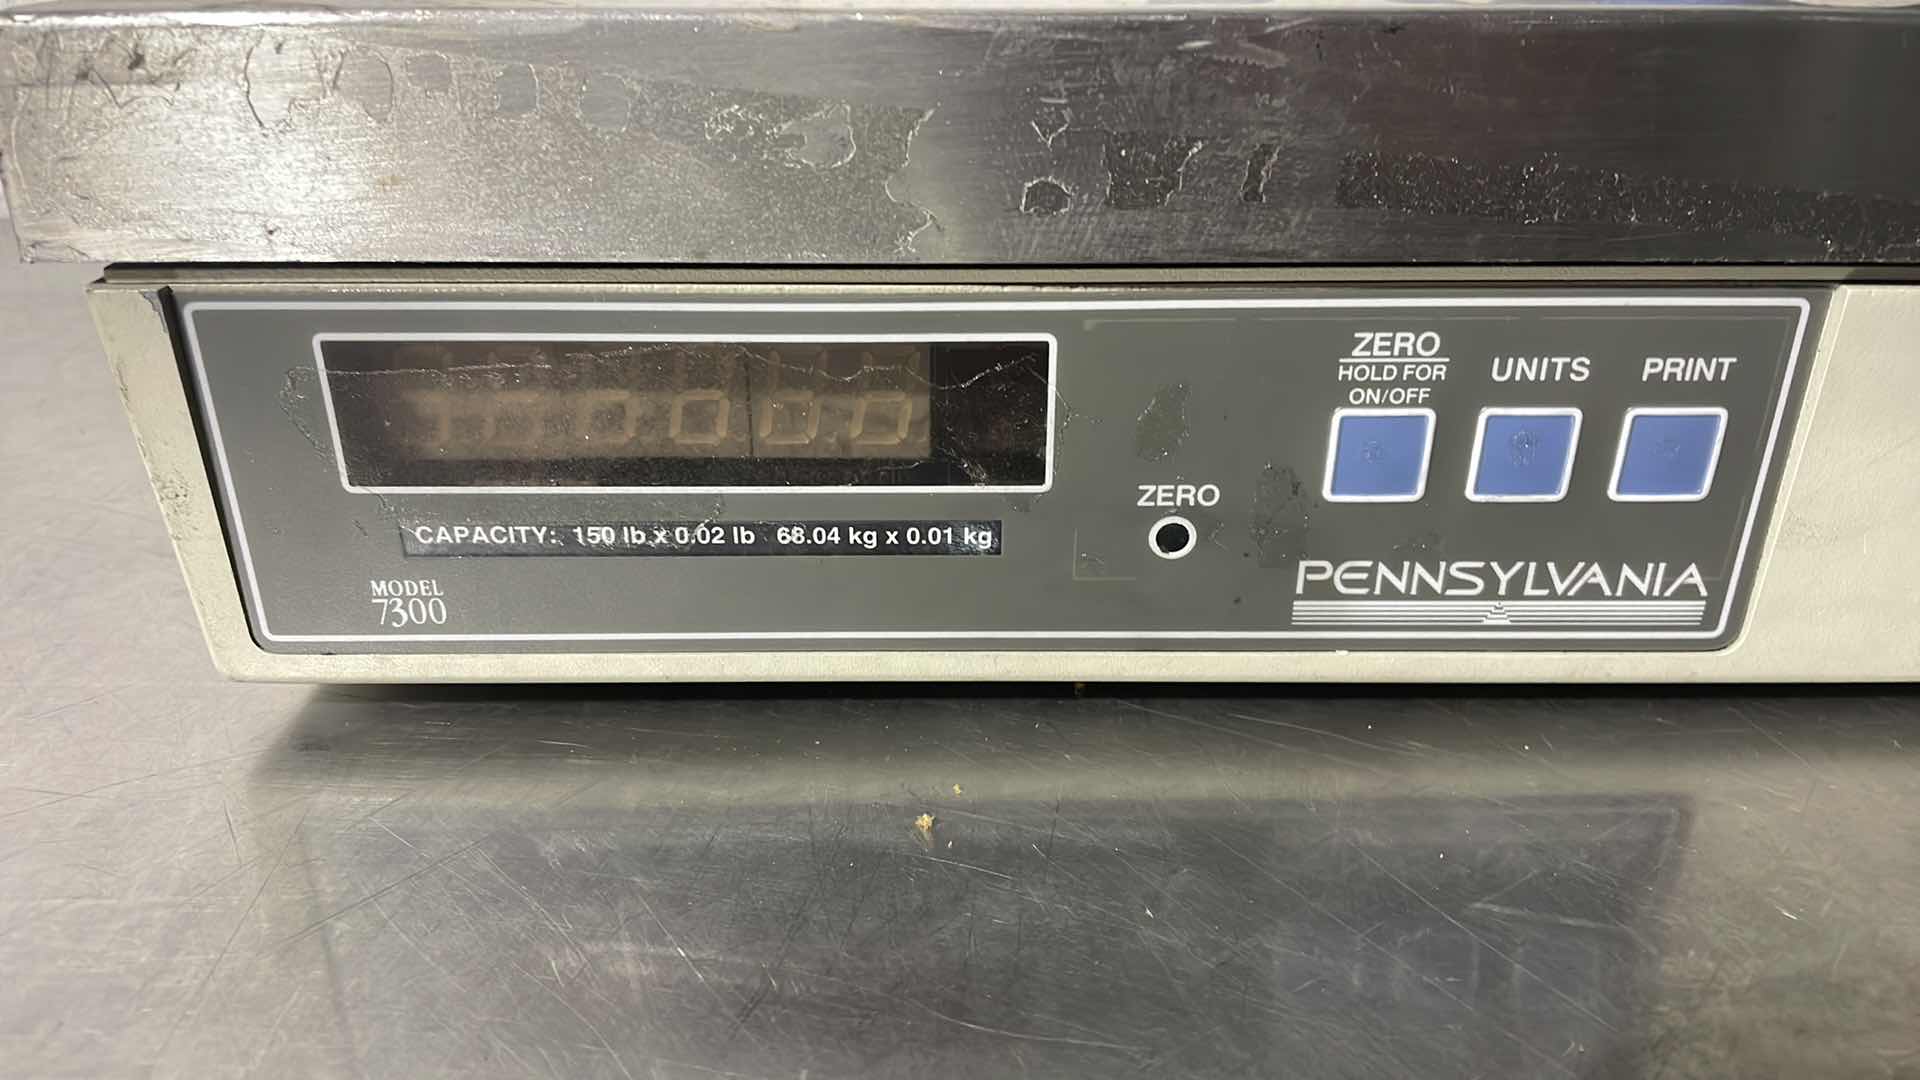 ZERO
HOLD FOR
ON/OFF
UNITS
PRINT
ZERO
CAPACITY: 150 lb x 0.02 lb 68.04 kg x 0.01 kg
MODEL
7300
PENNSYLVANIA